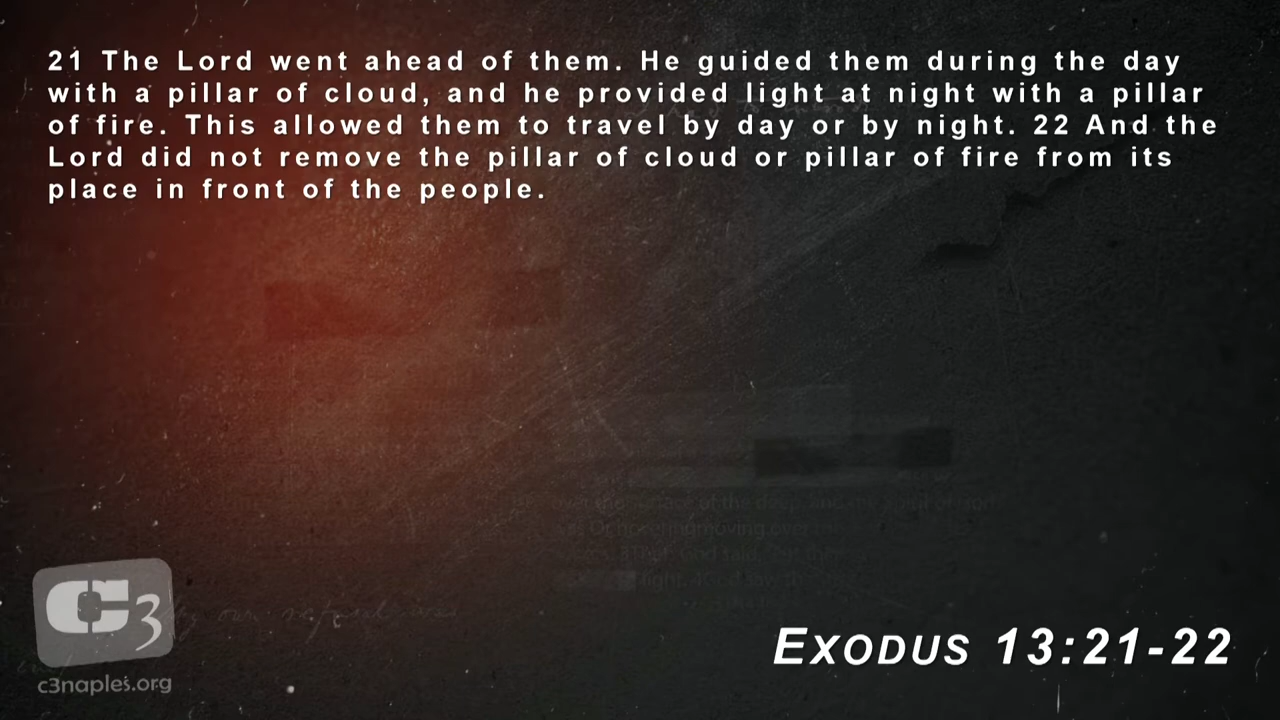 21 The Lord went ahead of them. He guided them during the day
with a pillar of cloud, and he provided light at night with a pillar
of fire. This allowed them to travel by day or by night. 22 And the
Lord did not remove the pillar of cloud or pillar of fire from its
place in front of the people.
C3
c3naples.org
EXODUS 13:21-22